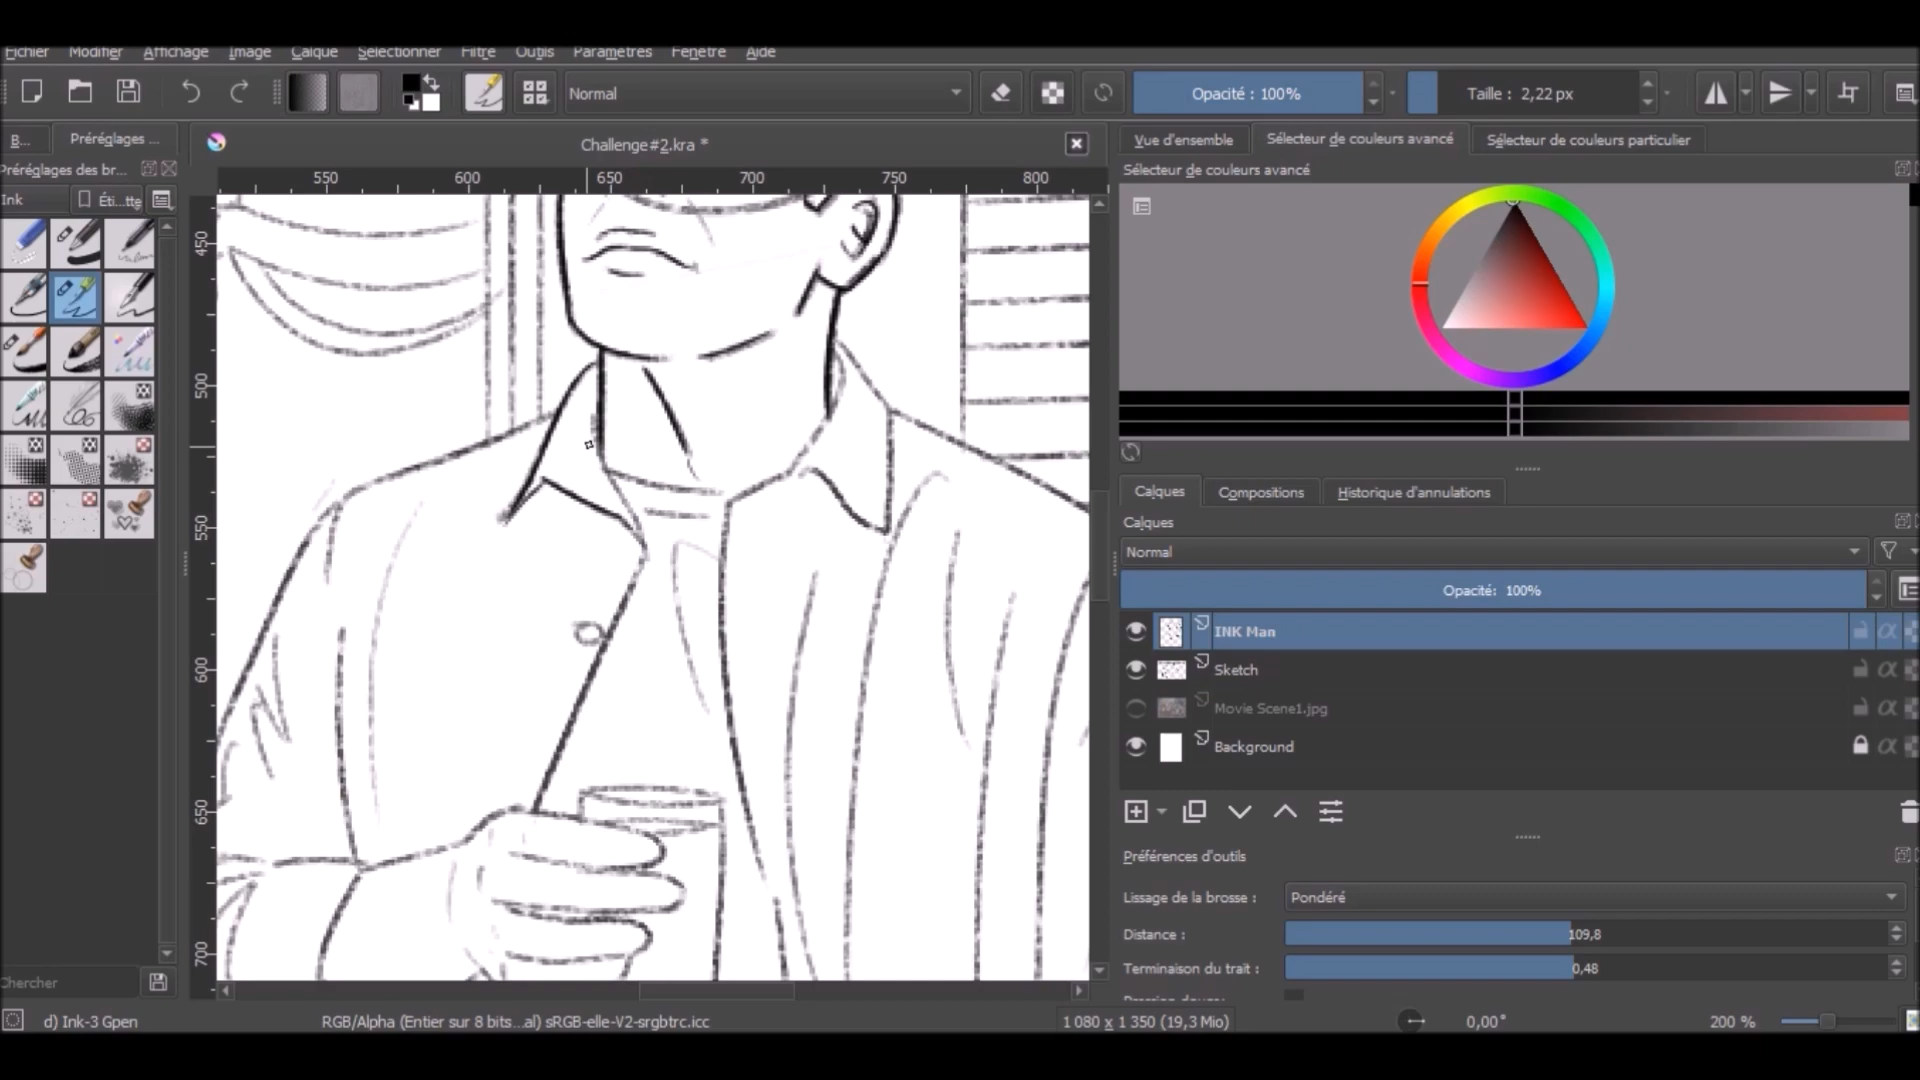 Fichier Modifier Affichage Image Calque Sélectionner Filtre Outils Paramètres Fenêtre Aide
Normal Opacité : 100% Taille : 2,22 px
B... Préréglages ... Challenge#2.kra * Vue d'ensemble Sélecteur de couleurs avancé Sélecteur de couleurs particulier
Préréglages des br... Sélecteur de couleurs avancé
Ink Éti...tte
550 600 650 700 750 800
450
500
550
600
650
700
Calques Compositions Historique d'annulations
Calques
Normal
Opacité: 100%
INK Man
Sketch
Movie Scene1.jpg
Background
Préférences d'outils
Lissage de la brosse : Pondéré
Distance : 109,8
Terminaison du trait : 0,48
Chercher
d) Ink-3 Gpen RGB/Alpha (Entier sur 8 bits...al) sRGB-elle-V2-srgbtrc.icc 1 080 x 1 350 (19,3 Mio) 0,00° 200 %